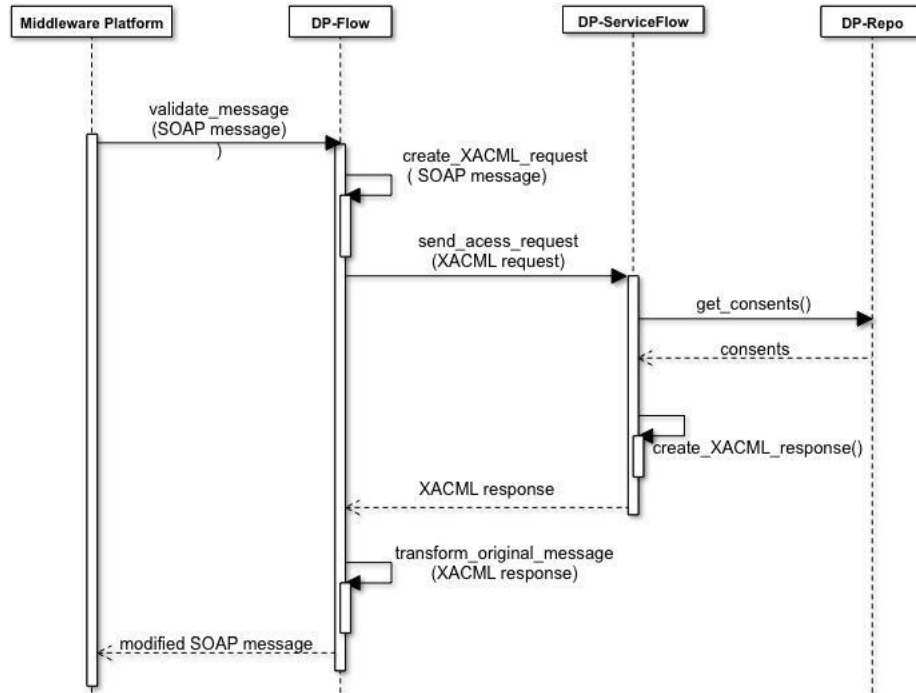 Middleware Platform
DP-Flow
DP-ServiceFlow
DP-Repo
validate_message
(SOAP message)
)
create_XACML_request
( SOAP message)
send_acess_request
(XACML request)
get_consents()
consents
create_XACML_response()
XACML response
transform_original_message
(XACML response)
modified SOAP message